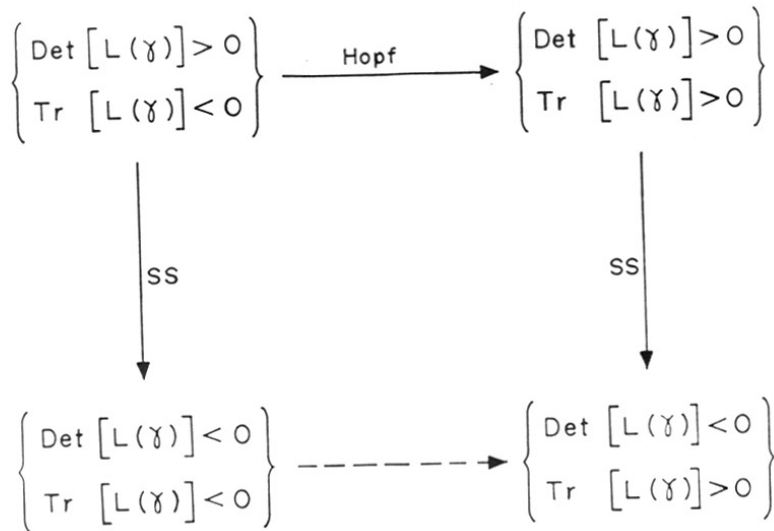 Det [L(γ)] > 0
Tr [L(γ)] < 0
Hopf
Det [L(γ)] > 0
Tr [L(γ)] > 0
SS
SS
Det [L(γ)] < 0
Tr [L(γ)] < 0
Det [L(γ)] < 0
Tr [L(γ)] > 0